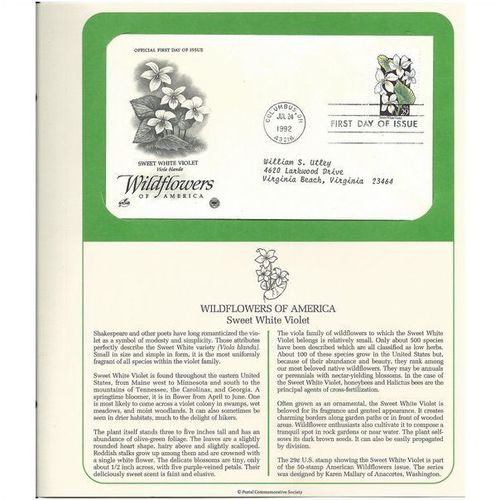 OFFICIAL FIRST DAY OF ISSUE
COLUMBUS, OH
JUL 24
1992
43216
FIRST DAY OF ISSUE
SWEET WHITE VIOLET
Viola blanda
Wildflowers
OF AMERICA
William S. Utley
4620 Larkwood Drive
Virginia Beach, Virginia 23464
WILDFLOWERS OF AMERICA
Sweet White Violet
Shakespeare and other poets have long romanticized the vio-
let as a symbol of modesty and simplicity. Those attributes
perfectly describe the Sweet White variety (Viola blanda).
Small in size and simple in form, it is the most uniformly
fragrant of all species within the violet family.
Sweet White Violet is found throughout the eastern United
States, from Maine west to Minnesota and south to the
mountains of Tennessee, the Carolinas, and Georgia. A
springtime bloomer, it is in flower from April to June. One
is most likely to come across a violet colony in swamps, wet
meadows, and moist woodlands. It can also sometimes be
seen in drier habitats, much to the delight of hikers.
The plant itself stands three to five inches tall and has an
abundance of olive-green foliage. The leaves are a slightly
rounded heart shape, hairy above and slightly scalloped.
Reddish stalks grow up among them and are crowned with
a single white flower. The delicate blossoms are tiny, only
about 1/2 inch across, with five purple-veined petals. Their
deliciously sweet scent is faint and elusive.
The viola family of wildflowers to which the Sweet White
Violet belongs is relatively small. Only about 500 species
have been described which are all classified as low herbs.
About 100 of these species grow in the United States but,
because of their abundance and beauty, they rank among
our most beloved native wildflowers. They may be annuals
or perennials with nectar-yielding blossoms. In the case of
the Sweet White Violet, honeybees and Halictus bees are the
principal agents of cross-fertilization.
Often grown as an ornamental, the Sweet White Violet is
beloved for its fragrance and genteel appearance. It creates
charming borders along garden paths or in front of wooded
areas. Wildflower enthusiasts also cultivate it to compose a
tranquil spot in rock gardens or near water. The plant self-
sows its dark brown seeds. It can also be easily propagated
by division.
The 29¢ U.S. stamp showing the Sweet White Violet is part
of the 50-stamp American Wildflowers issue. The series
was designed by Karen Mallary of Anacortes, Washington.
© Postal Commemorative Society